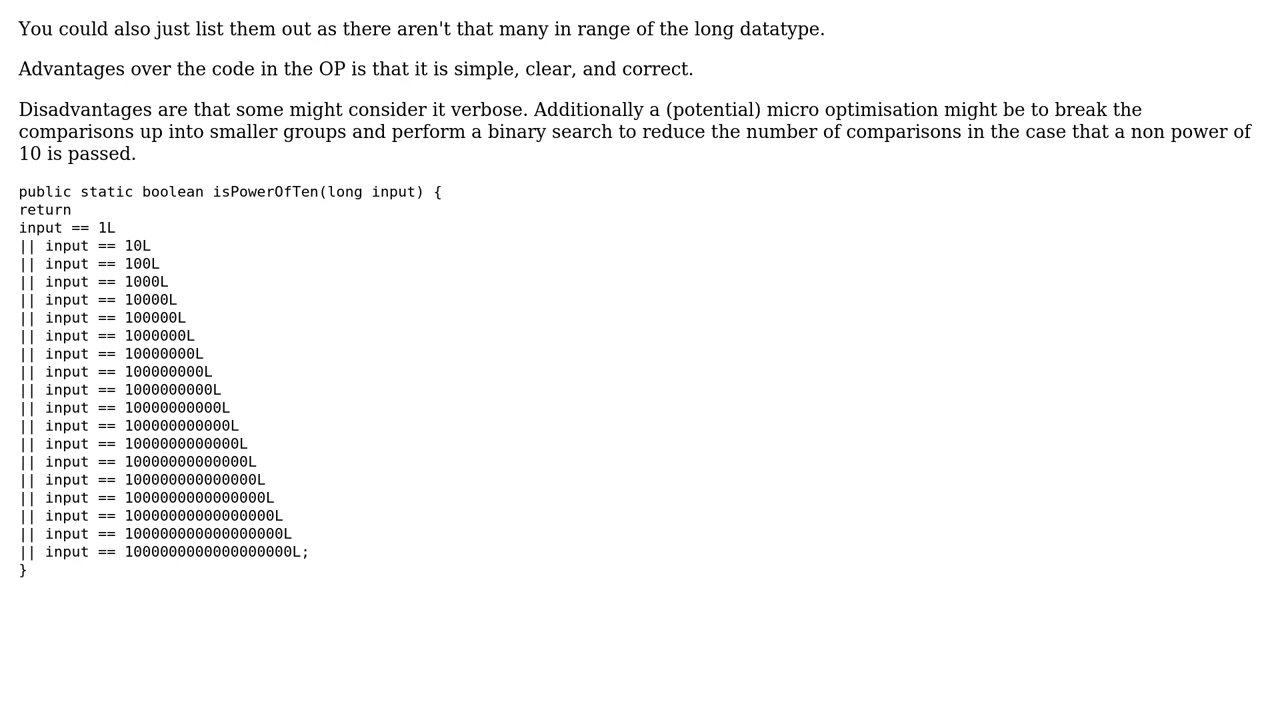 You could also just list them out as there aren't that many in range of the long datatype.
Advantages over the code in the OP is that it is simple, clear, and correct.
Disadvantages are that some might consider it verbose. Additionally a (potential) micro optimisation might be to break the
comparisons up into smaller groups and perform a binary search to reduce the number of comparisons in the case that a non power of
10 is passed.
public static boolean isPowerOfTen(long input) {
return
input == 1L
|| input == 10L
|| input == 100L
|| input == 1000L
|| input == 10000L
|| input == 100000L
|| input == 1000000L
|| input == 10000000L
|| input == 100000000L
|| input == 1000000000L
|| input == 10000000000L
|| input == 100000000000L
|| input == 1000000000000L
|| input == 10000000000000L
|| input == 100000000000000L
|| input == 1000000000000000L
|| input == 10000000000000000L
|| input == 100000000000000000L
|| input == 1000000000000000000L;
}